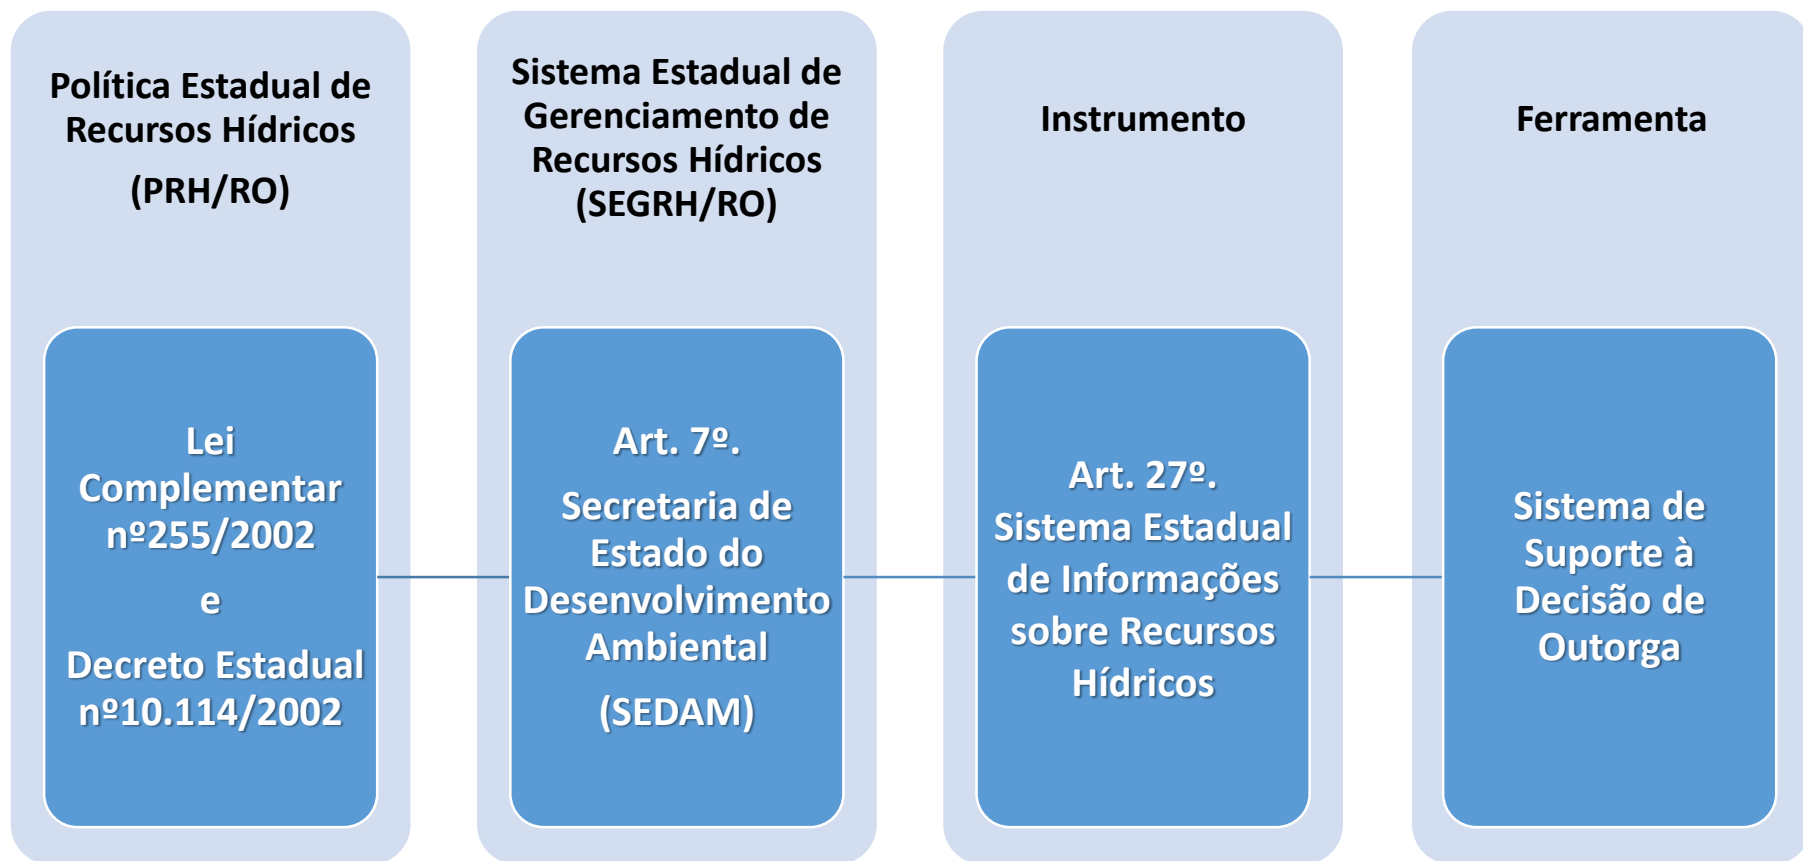 Política Estadual de
Recursos Hídricos
(PRH/RO)
Lei
Complementar
nº255/2002
e
Decreto Estadual
nº10.114/2002
Sistema Estadual de
Gerenciamento de
Recursos Hídricos
(SEGRH/RO)
Art. 7º.
Secretaria de
Estado do
Desenvolvimento
Ambiental
(SEDAM)
Instrumento
Art. 27º.
Sistema Estadual
de Informações
sobre Recursos
Hídricos
Ferramenta
Sistema de
Suporte à
Decisão de
Outorga